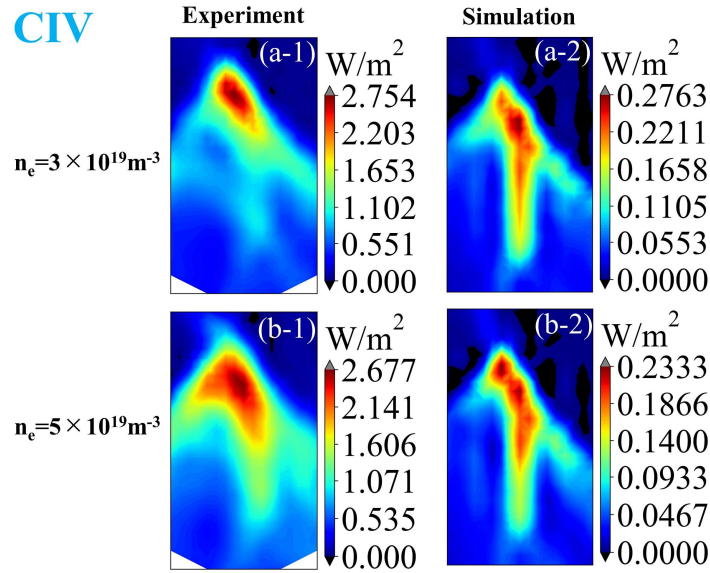 CIV
Experiment
Simulation
nₑ=3×10¹⁹m⁻³
(a-1)
W/m²
2.754
2.203
1.652
1.102
0.551
0.000
(a-2)
W/m²
0.2763
0.2211
0.1658
0.1105
0.0553
0.0000
nₑ=5×10¹⁹m⁻³
(b-1)
W/m²
2.677
2.141
1.606
1.071
0.535
0.000
(b-2)
W/m²
0.2333
0.1866
0.1400
0.0933
0.0467
0.0000